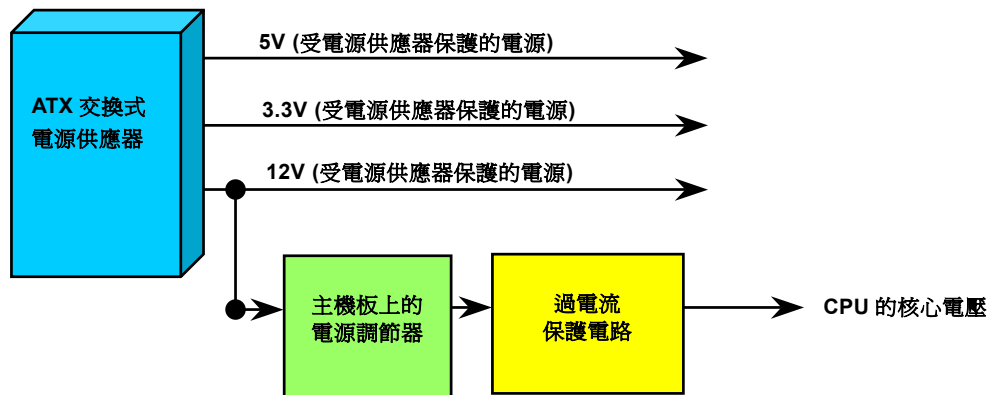 5V (受電源供應器保護的電源)
ATX 交換式
電源供應器
3.3V (受電源供應器保護的電源)
12V (受電源供應器保護的電源)
主機板上的
電源調節器
過電流
保護電路
CPU 的核心電壓